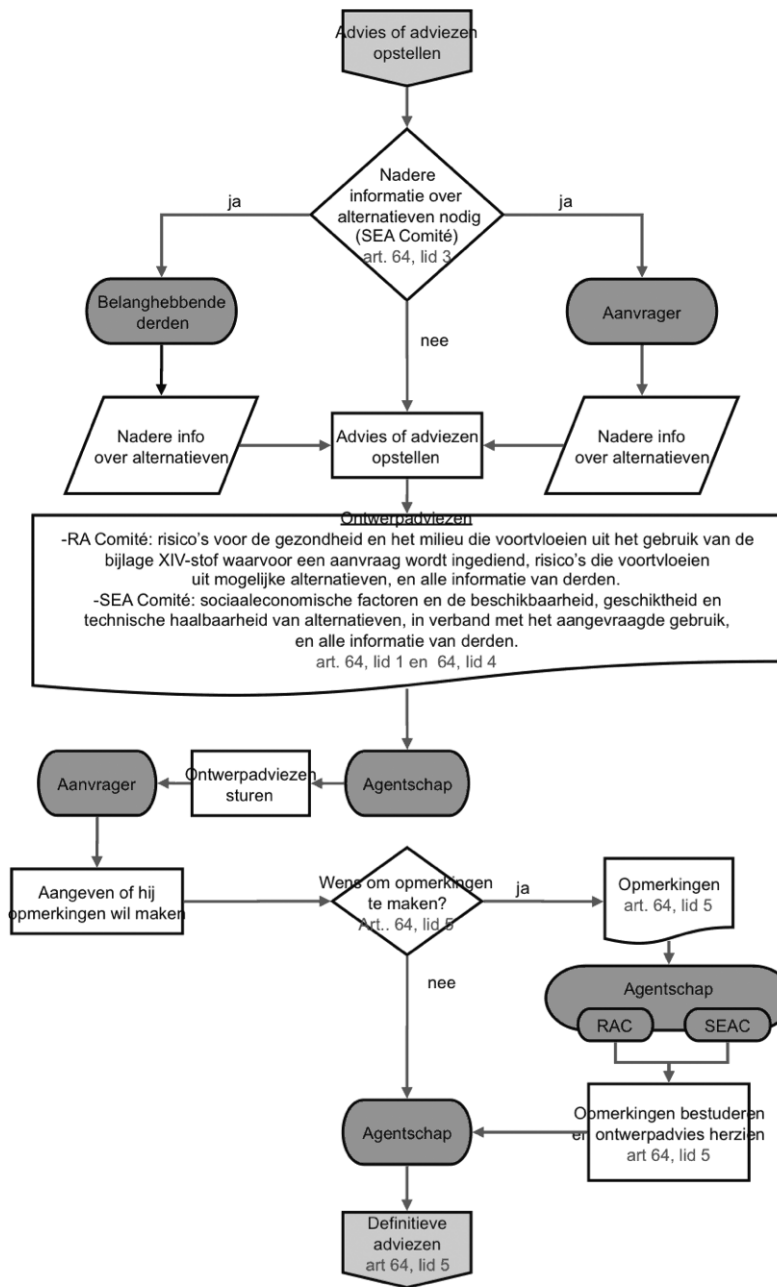 Advies of adviezen
opstellen
Nadere
informatie over
alternatieven nodig
(SEA Comité)
art. 64, lid 3
ja
ja
Belanghebbende
derden
Aanvrager
nee
Nadere info
over alternatieven
Advies of adviezen
opstellen
Nadere info
over alternatieven
Ontwerpadviezen
-RA Comité: risico's voor de gezondheid en het milieu die voortvloeien uit het gebruik van de
bijlage XIV-stof waarvoor een aanvraag wordt ingediend, risico's die voortvloeien
uit mogelijke alternatieven, en alle informatie van derden.
-SEA Comité: sociaaleconomische factoren en de beschikbaarheid, geschiktheid en
technische haalbaarheid van alternatieven, in verband met het aangevraagde gebruik,
en alle informatie van derden.
art. 64, lid 1 en 64, lid 4
Aanvrager
Ontwerpadviezen
sturen
Agentschap
Aangeven of hij
opmerkingen wil maken
Wens om opmerkingen
te maken?
Art.. 64, lid 5
ja
Opmerkingen
art. 64, lid 5
nee
Agentschap
RAC
SEAC
Agentschap
Opmerkingen bestuderen
en ontwerpadvies herzien
art 64, lid 5
Definitieve
adviezen
art 64, lid 5